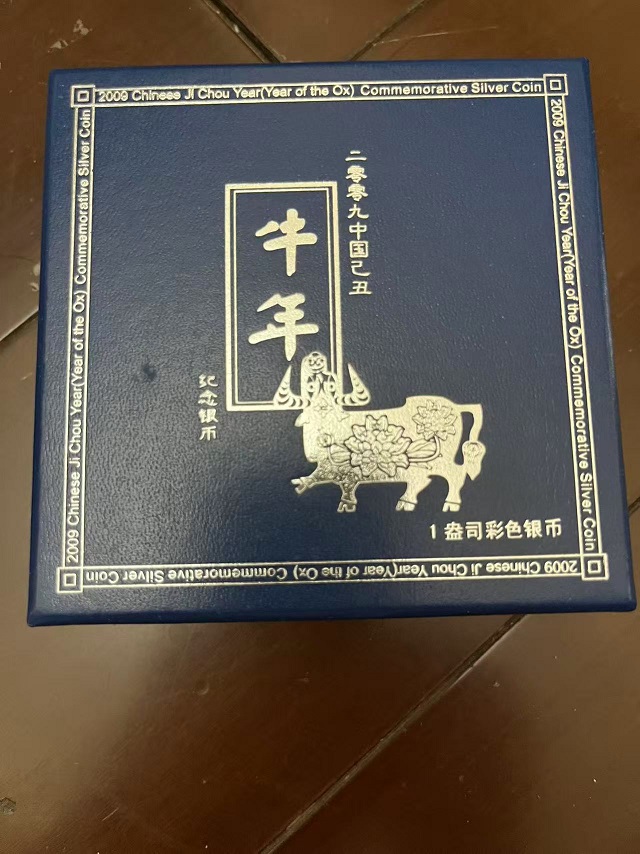 2009 Chinese Ji Chou Year(Year of the Ox) Commemorative Silver Coin
2009 Chinese Ji Chou Year(Year of the Ox) Commemorative Silver Coin
2009 Chinese Ji Chou Year(Year of the Ox) Commemorative Silver Coin
二零零九中国己丑
牛年
纪念银币
1 盎司彩色银币
2009 Chinese Ji Chou Year(Year of the Ox) Commemorative Silver Coin